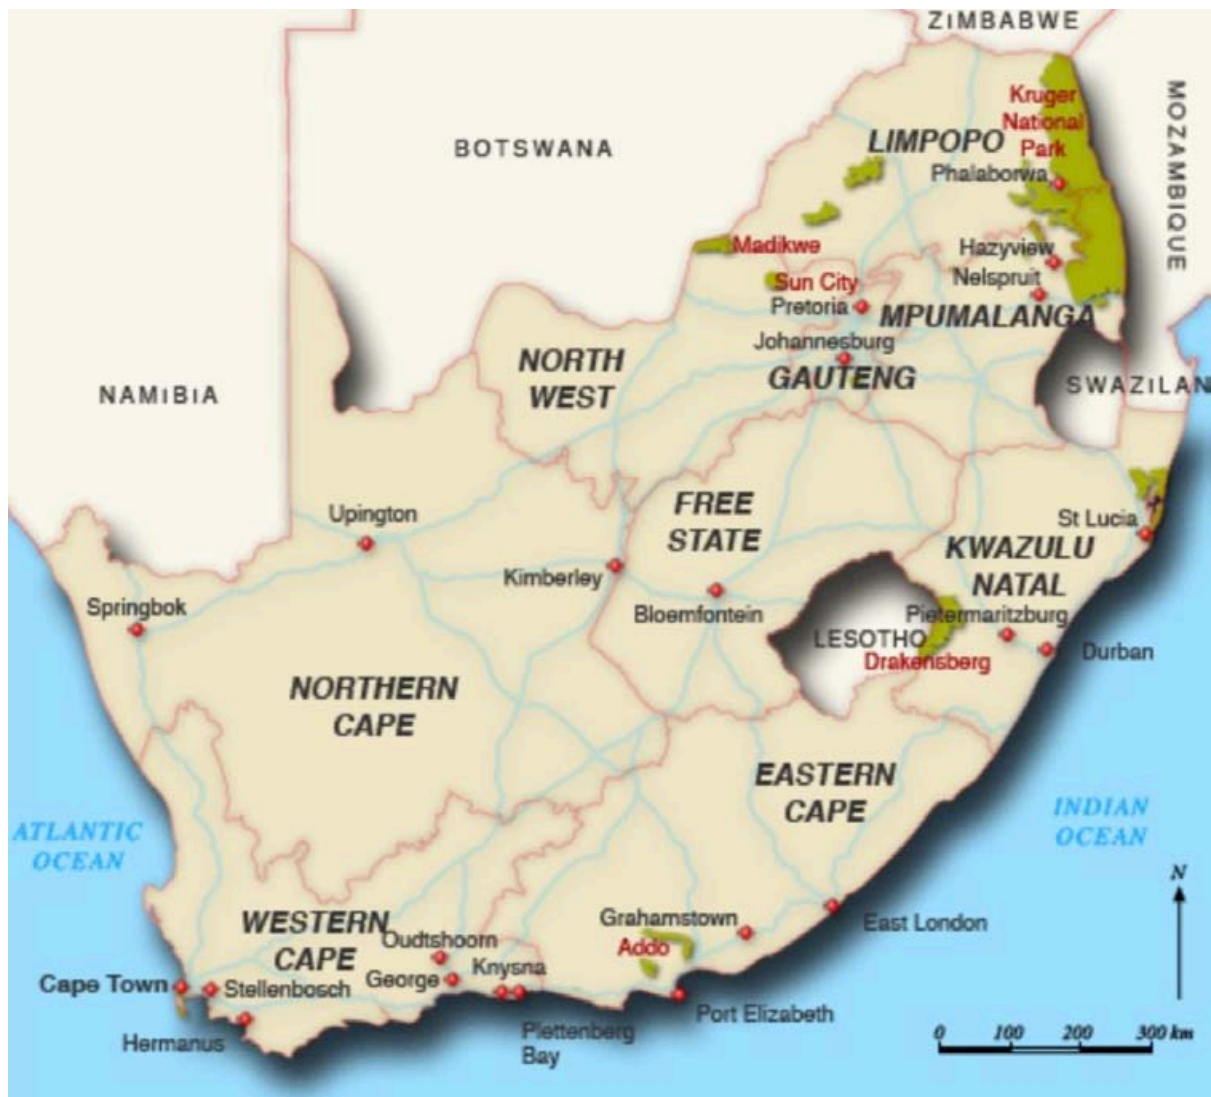 ZIMBABWE
Kruger
National
Park
MOZAMBIQUE
BOTSWANA
LIMPOPO
Phalaborwa
Madikwe
Hazyview
Sun City
Nelspruit
Pretoria
MPUMALANGA
Johannesburg
NORTH
WEST
GAUTENG
SWAZILAN
NAMIBIA
FREE
STATE
Upington
St Lucia
KWAZULU
NATAL
Kimberley
Springbok
Bloemfontein
Pietermaritzburg
LESOTHO
Durban
Drakensberg
NORTHERN
CAPE
EASTERN
CAPE
ATLANTIC
OCEAN
INDIAN
OCEAN
N
WESTERN
CAPE
Grahamstown
East London
Oudtshoorn
Addo
Knysna
George
Cape Town
Stellenbosch
Port Elizabeth
Hermanus
Plettenberg
Bay
0 100 200 300 km